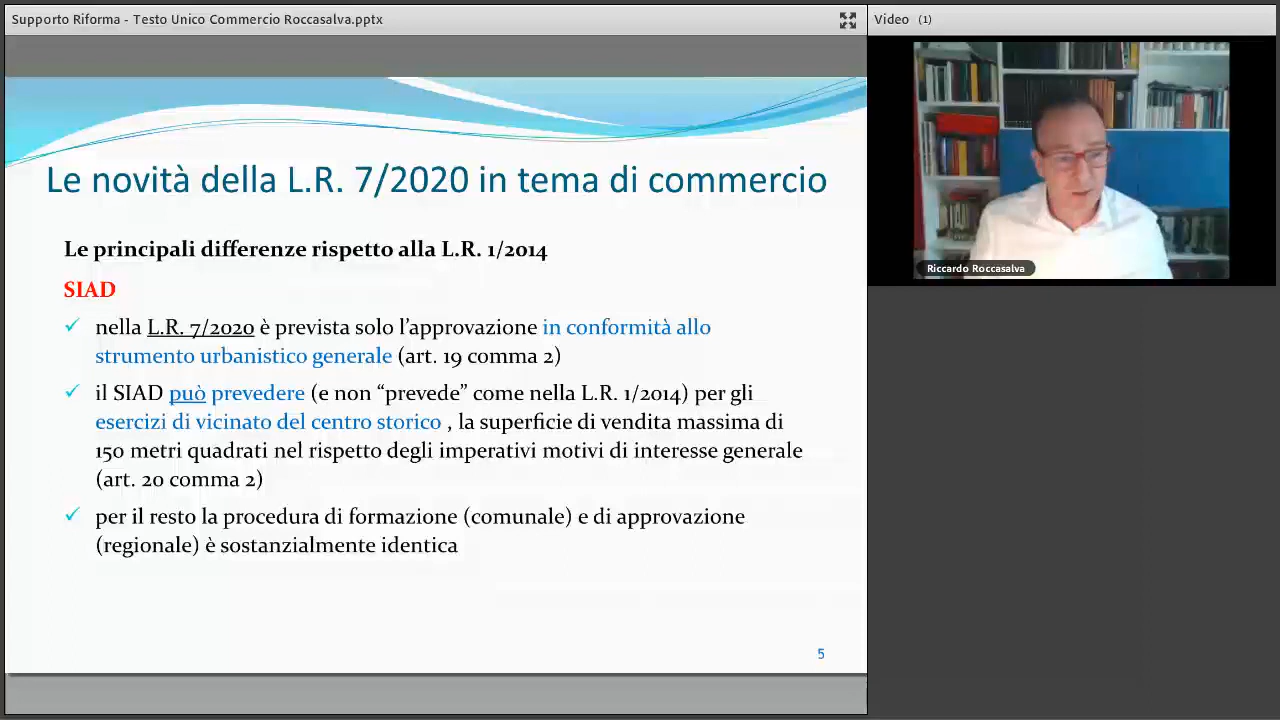 Supporto Riforma - Testo Unico Commercio Roccasalva.pptx
Video (1)
Le novità della L.R. 7/2020 in tema di commercio
Le principali differenze rispetto alla L.R. 1/2014
SIAD
nella L.R. 7/2020 è prevista solo l’approvazione in conformità allo
strumento urbanistico generale (art. 19 comma 2)
il SIAD può prevedere (e non “prevede” come nella L.R. 1/2014) per gli
esercizi di vicinato del centro storico , la superficie di vendita massima di
150 metri quadrati nel rispetto degli imperativi motivi di interesse generale
(art. 20 comma 2)
per il resto la procedura di formazione (comunale) e di approvazione
(regionale) è sostanzialmente identica
5
Riccardo Roccasalva